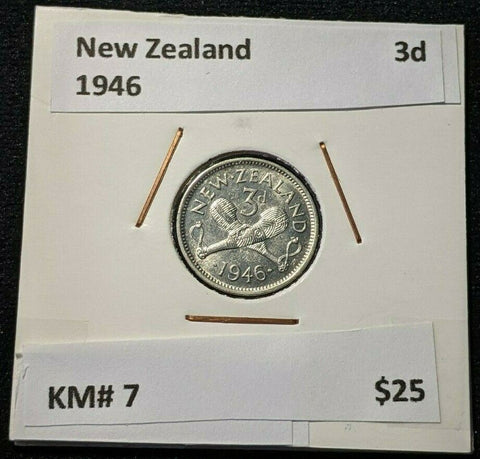 New Zealand 3d
1946
NEW·ZEALAND
3d
·1946·
KM# 7 $25